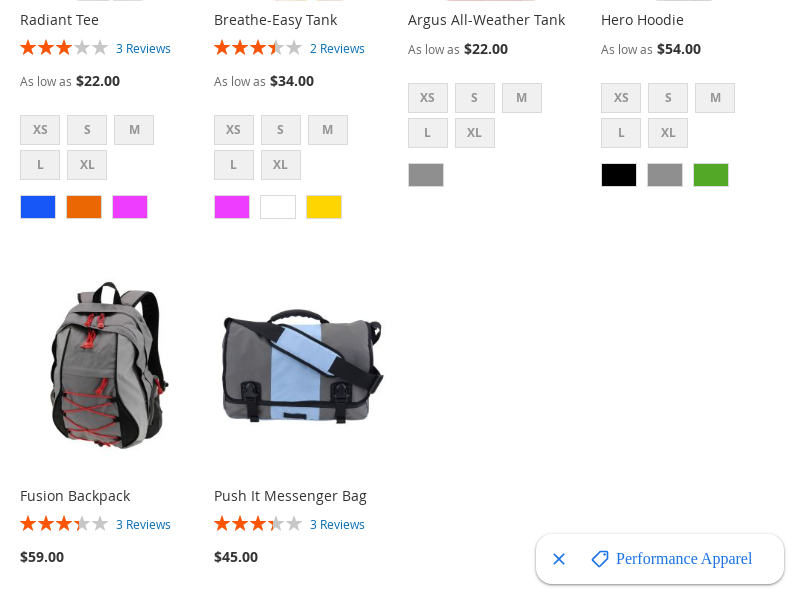 Radiant Tee
3 Reviews
As low as $22.00
XS S M
L XL
Breathe-Easy Tank
2 Reviews
As low as $34.00
XS S M
L XL
Argus All-Weather Tank
As low as $22.00
XS S M
L XL
Hero Hoodie
As low as $54.00
XS S M
L XL
Fusion Backpack
3 Reviews
$59.00
Push It Messenger Bag
3 Reviews
$45.00
Performance Apparel